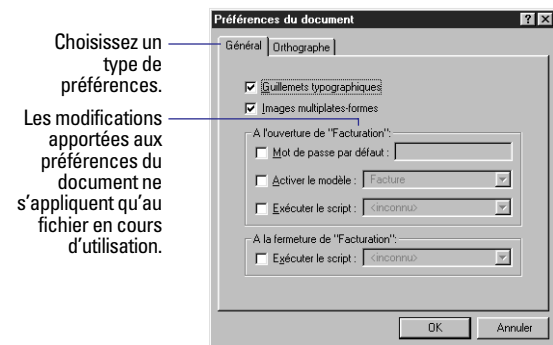 Choisissez un
type de
préférences.
Les modifications
apportées aux
préférences du
document ne
s'appliquent qu'au
fichier en cours
d'utilisation.
Préférences du document
Général Orthographe
Guillemets typographiques
Images multiplates-formes
A l'ouverture de "Facturation":
Mot de passe par défaut :
Activer le modèle : Facture
Exécuter le script : <inconnu>
A la fermeture de "Facturation":
Exécuter le script : <inconnu>
OK Annuler